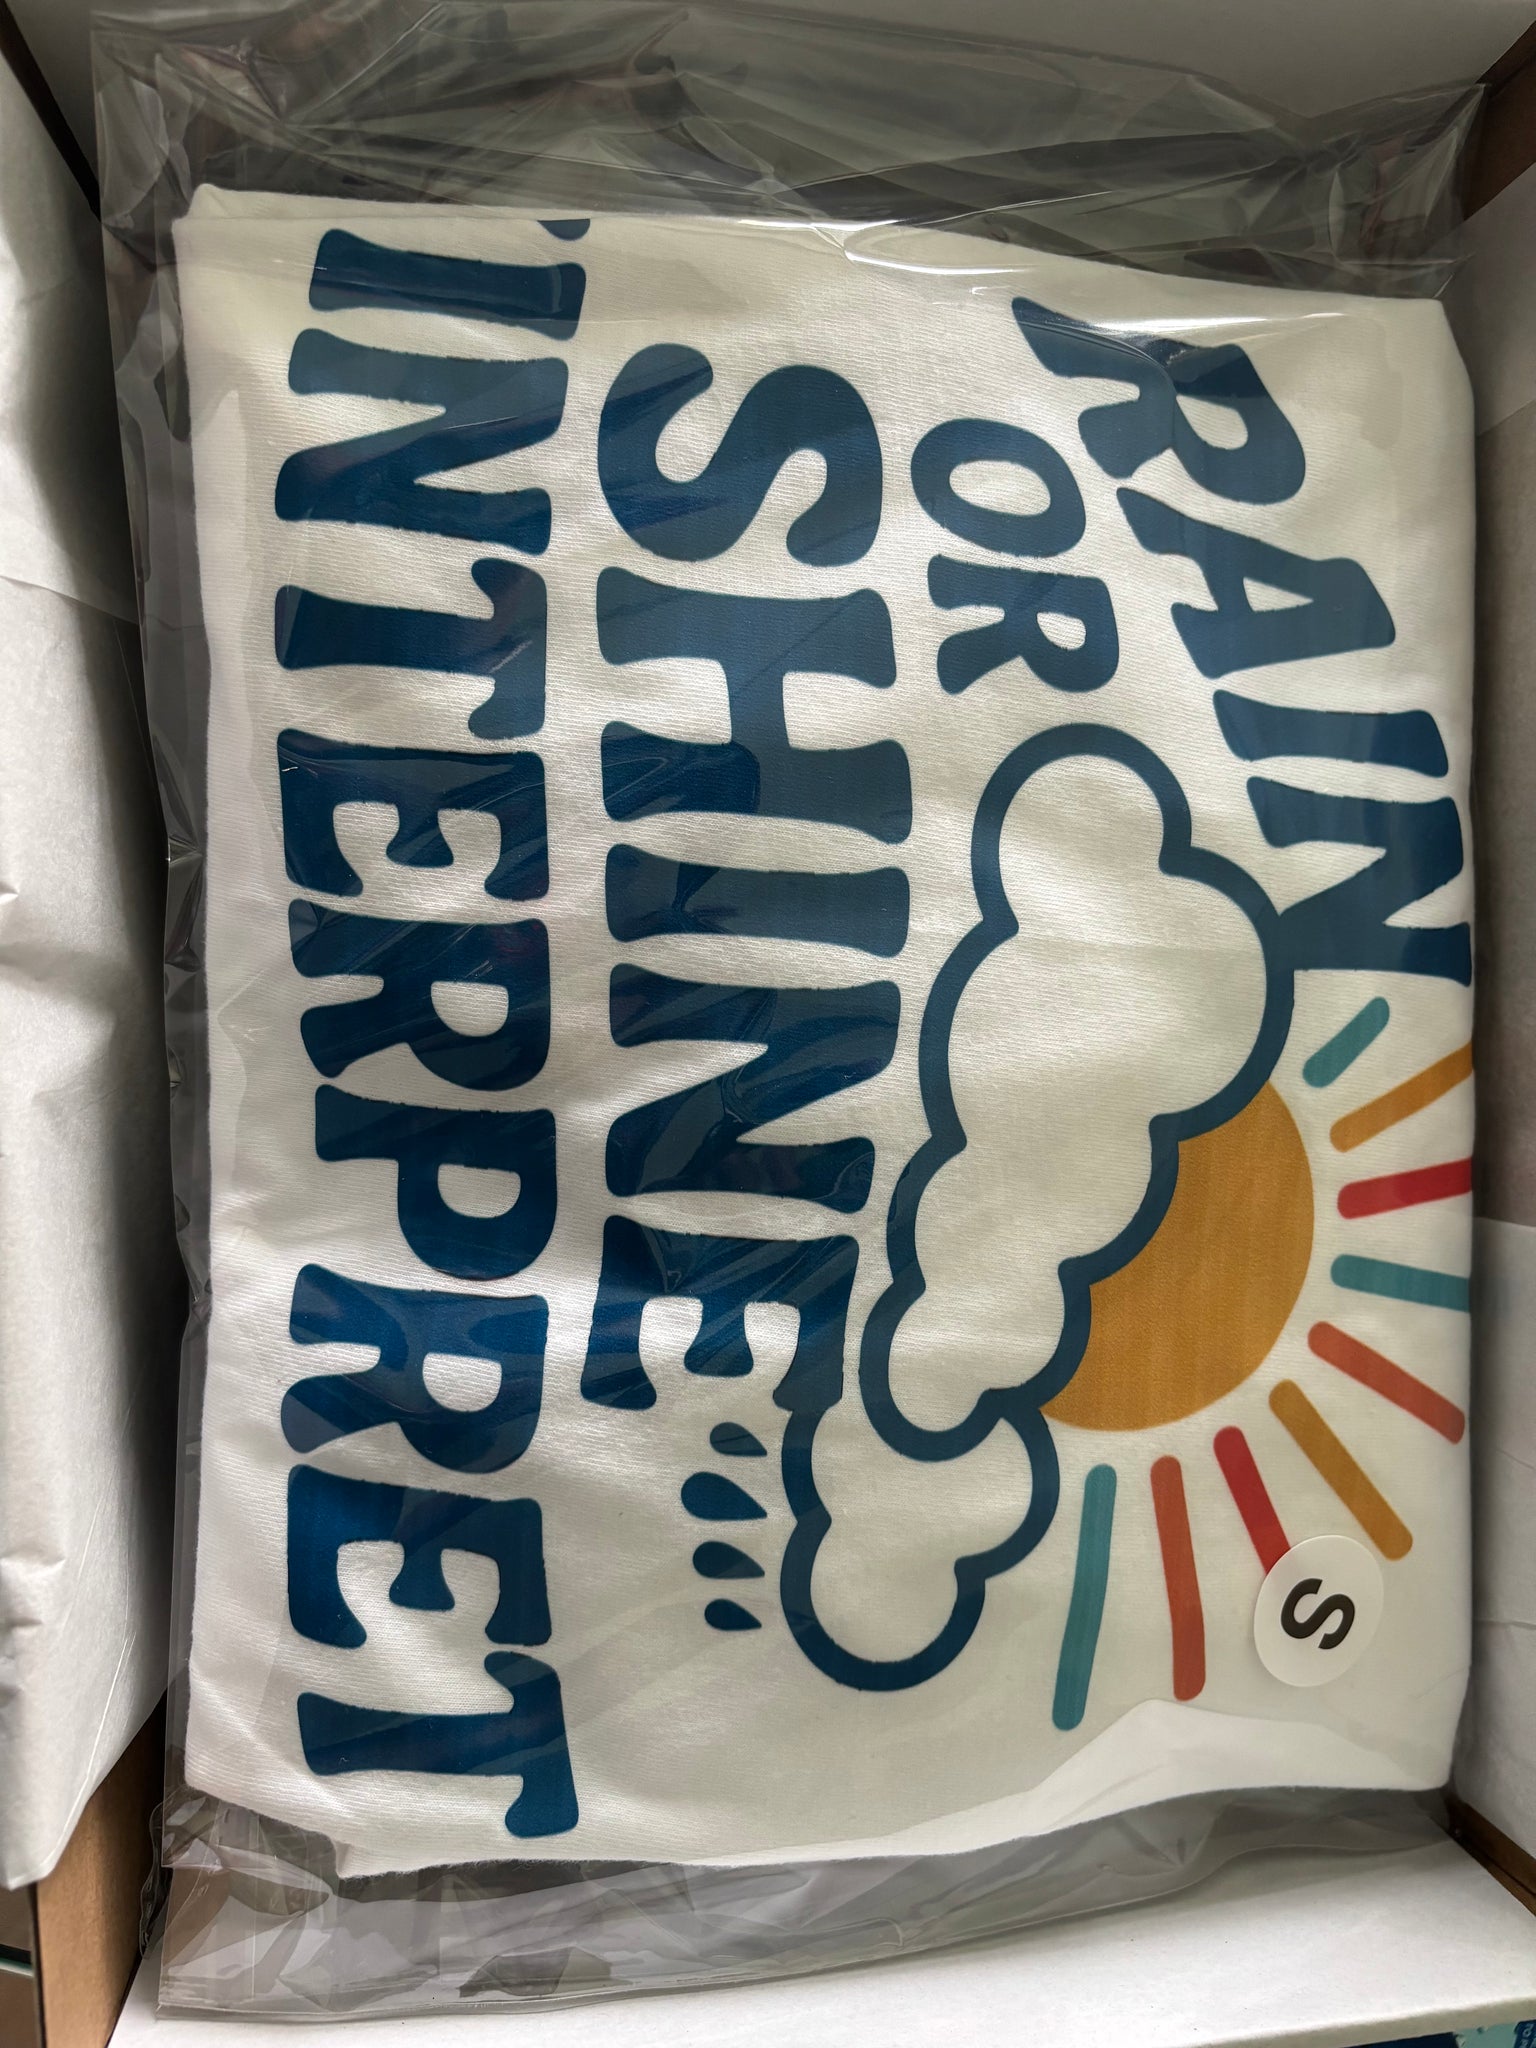 RAIN
OR
SHINE
I INTERPRET
S